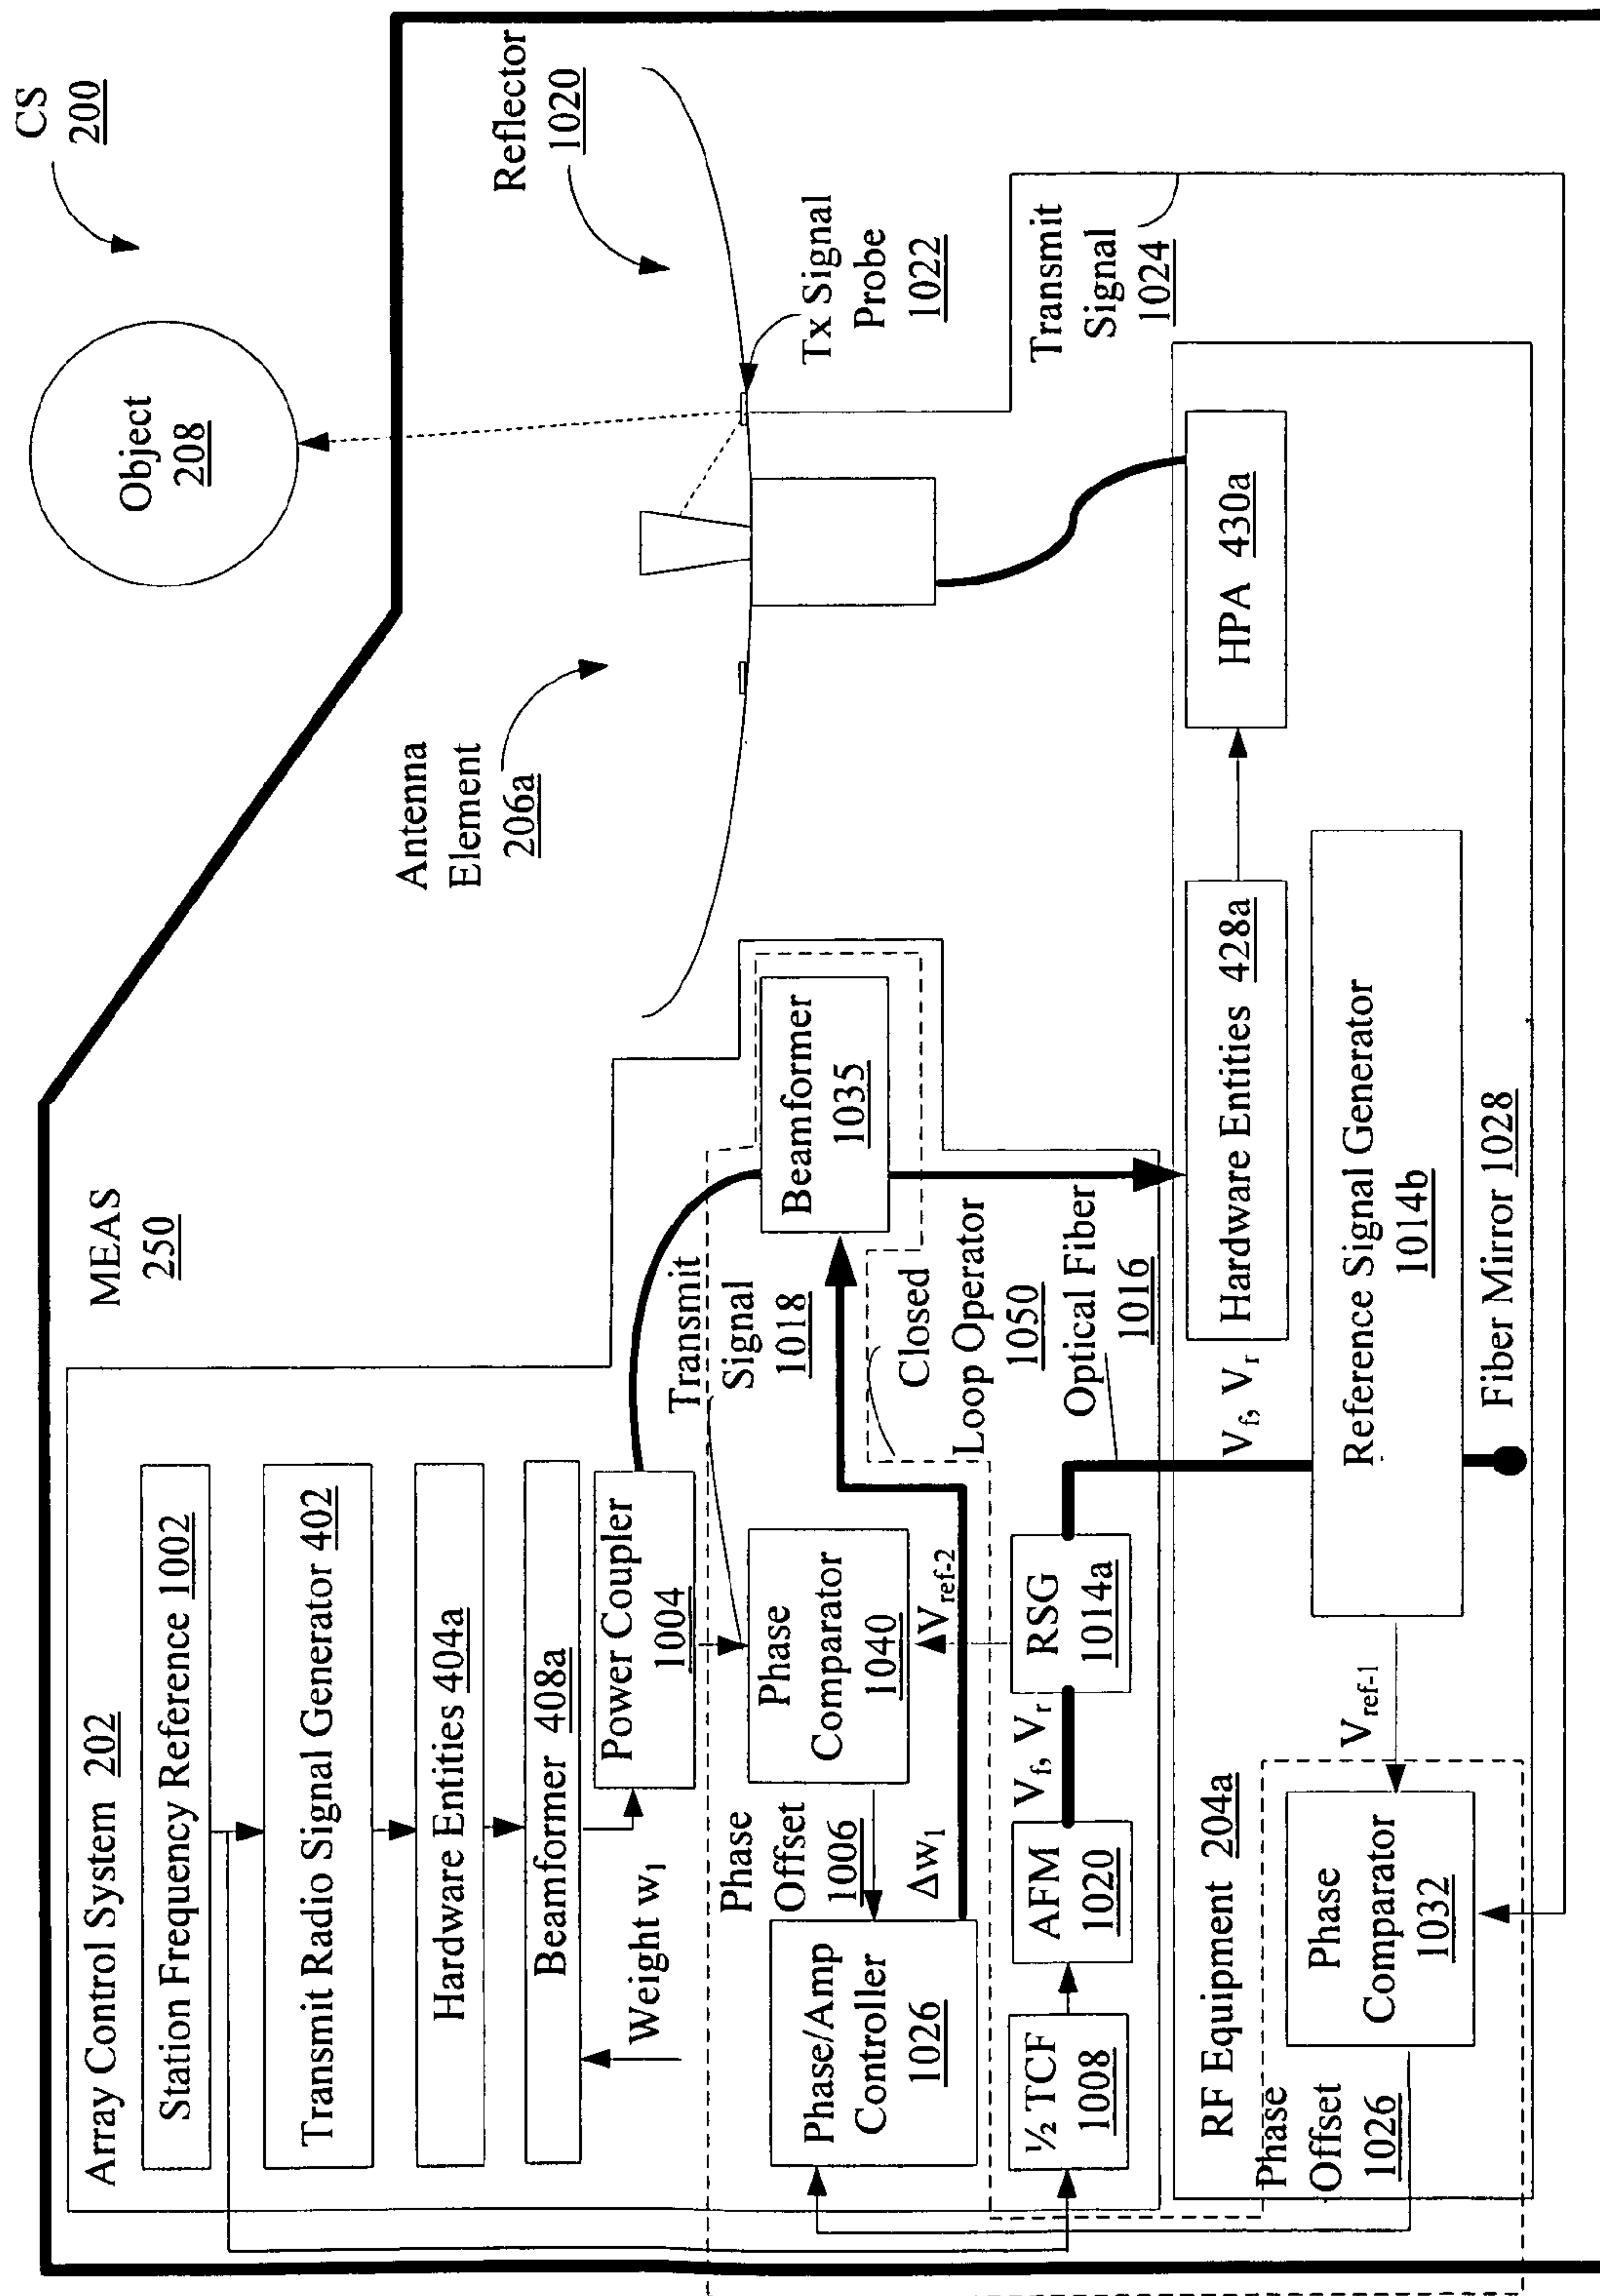 CS
200
Object
208
MEAS
250
Reflector
1020
Antenna
Element
206a
Tx Signal
Probe
1022
Transmit
Signal
1024
Array Control System 202
Station Frequency Reference 1002
Transmit Radio Signal Generator 402
Hardware Entities 404a
Beamformer 408a
Weight w1
Power Coupler
1004
Transmit
Signal
1018
Beamformer
1035
Phase
Offset
1006
Phase
Comparator
1040
Phase/Amp
Controller
1026
Δw1
ΔVref-2
Closed
Loop Operator
1050
Optical Fiber
1016
½ TCF
1008
AFM
1020
Vf, Vr
RSG
1014a
Vf, Vr
Hardware Entities 428a
HPA 430a
RF Equipment 204a
Reference Signal Generator
1014b
Vref-1
Phase
Comparator
1032
Phase
Offset
1026
Fiber Mirror 1028